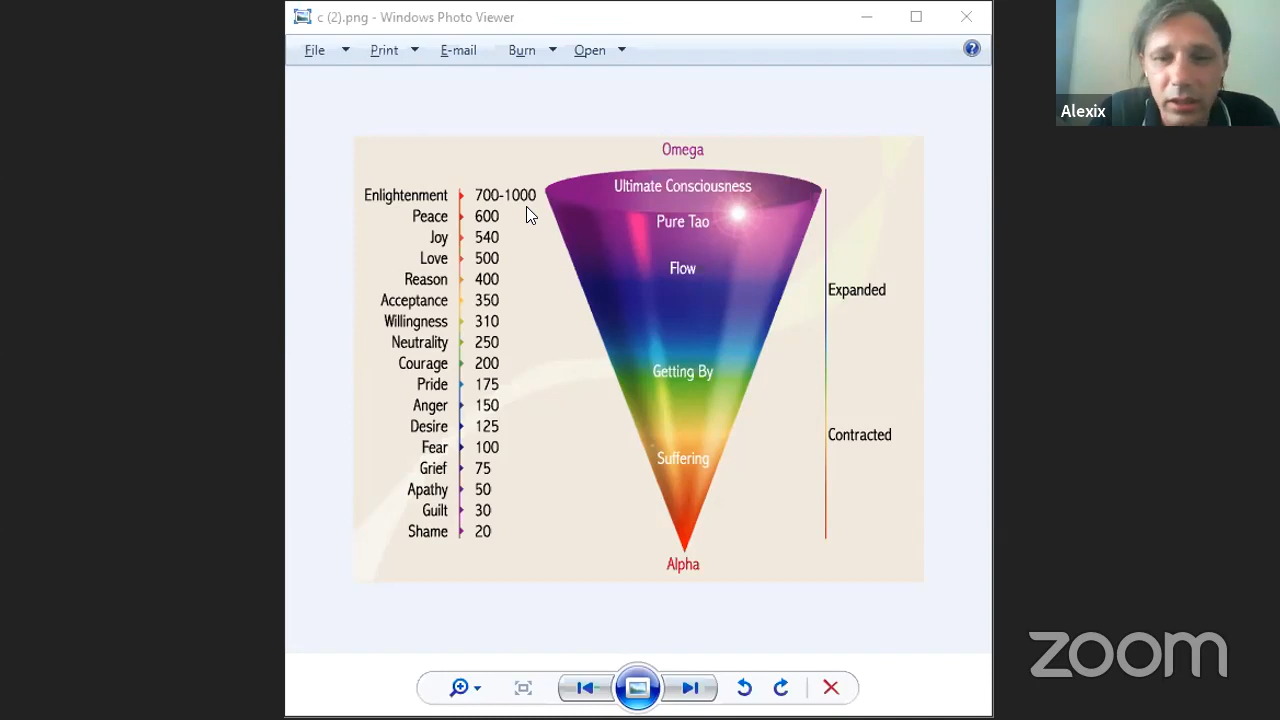 c (2).png - Windows Photo Viewer
File Print E-mail Burn Open
Alexix
Omega
Ultimate Consciousness
Pure Tao
Flow
Getting By
Suffering
Alpha
Enlightenment 700-1000
Peace 600
Joy 540
Love 500
Reason 400
Acceptance 350
Willingness 310
Neutrality 250
Courage 200
Pride 175
Anger 150
Desire 125
Fear 100
Grief 75
Apathy 50
Guilt 30
Shame 20
Expanded
Contracted
zoom